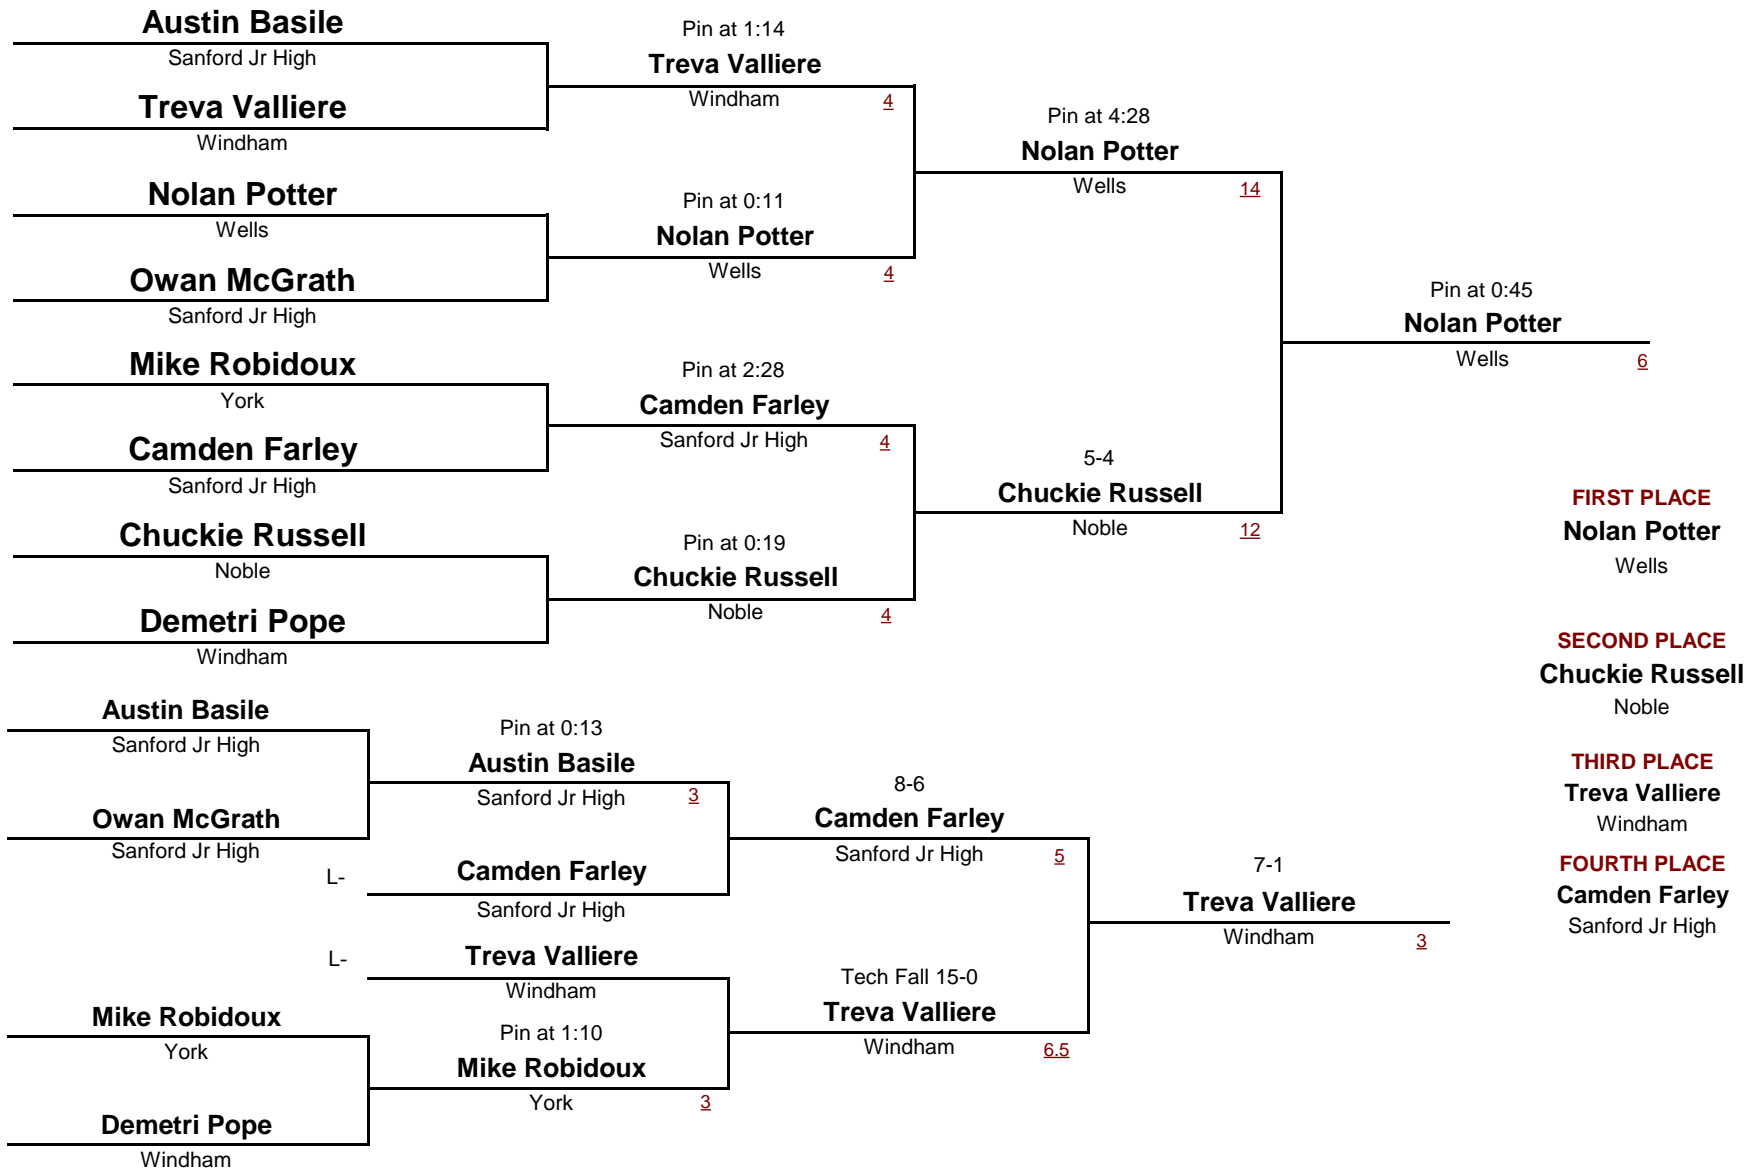 Austin Basile
Sanford Jr High
Treva Valliere
Windham
Nolan Potter
Wells
Owan McGrath
Sanford Jr High
Mike Robidoux
York
Camden Farley
Sanford Jr High
Chuckie Russell
Noble
Demetri Pope
Windham
Pin at 1:14
Treva Valliere
Windham 4
Pin at 0:11
Nolan Potter
Wells 4
Pin at 2:28
Camden Farley
Sanford Jr High 4
Pin at 0:19
Chuckie Russell
Noble 4
Pin at 4:28
Nolan Potter
Wells 14
5-4
Chuckie Russell
Noble 12
Pin at 0:45
Nolan Potter
Wells 6
FIRST PLACE
Nolan Potter
Wells
SECOND PLACE
Chuckie Russell
Noble
THIRD PLACE
Treva Valliere
Windham
FOURTH PLACE
Camden Farley
Sanford Jr High
Austin Basile
Sanford Jr High
Owan McGrath
Sanford Jr High
Mike Robidoux
York
Demetri Pope
Windham
Pin at 0:13
Austin Basile
Sanford Jr High 3
L- Camden Farley
Sanford Jr High
L- Treva Valliere
Windham
Pin at 1:10
Mike Robidoux
York 3
8-6
Camden Farley
Sanford Jr High 5
Tech Fall 15-0
Treva Valliere
Windham 6.5
7-1
Treva Valliere
Windham 3